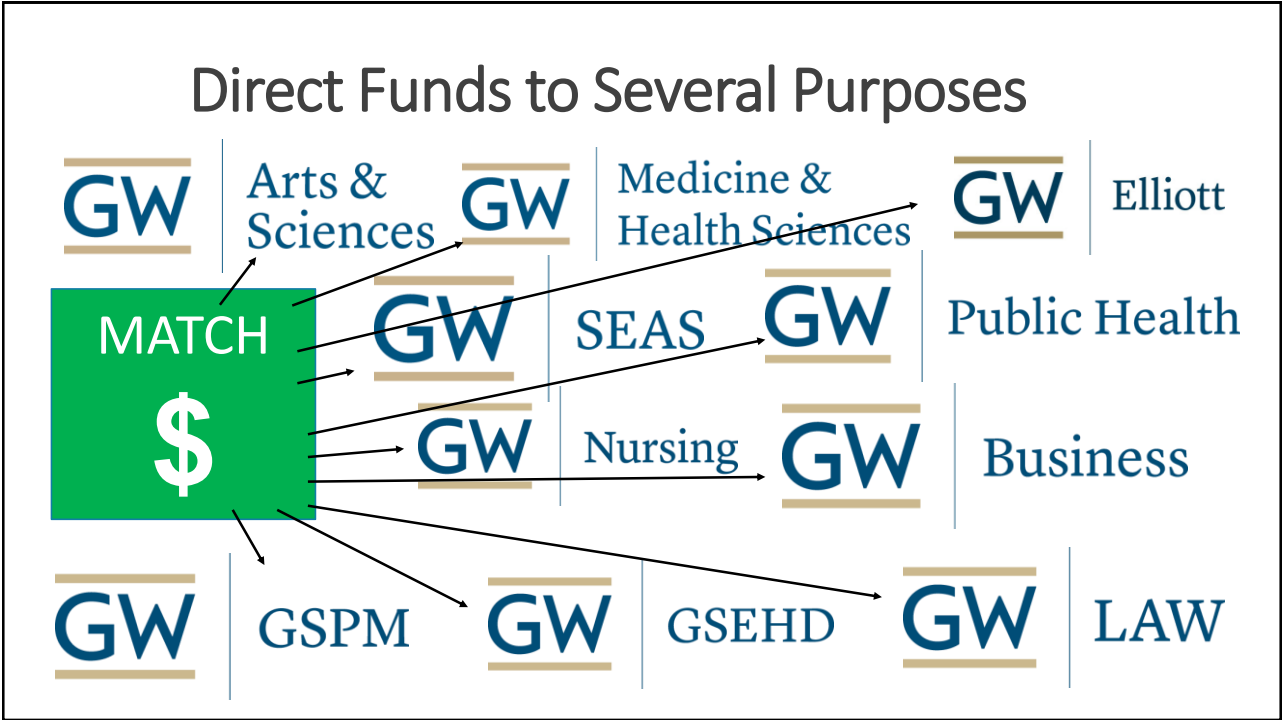 Direct Funds to Several Purposes
GW
Arts &
Sciences
GW
Medicine &
Health Sciences
GW
Elliott
MATCH
$
GW
SEAS
GW
Public Health
GW
Nursing
GW
Business
GW
GSPM
GW
GSEHD
GW
LAW